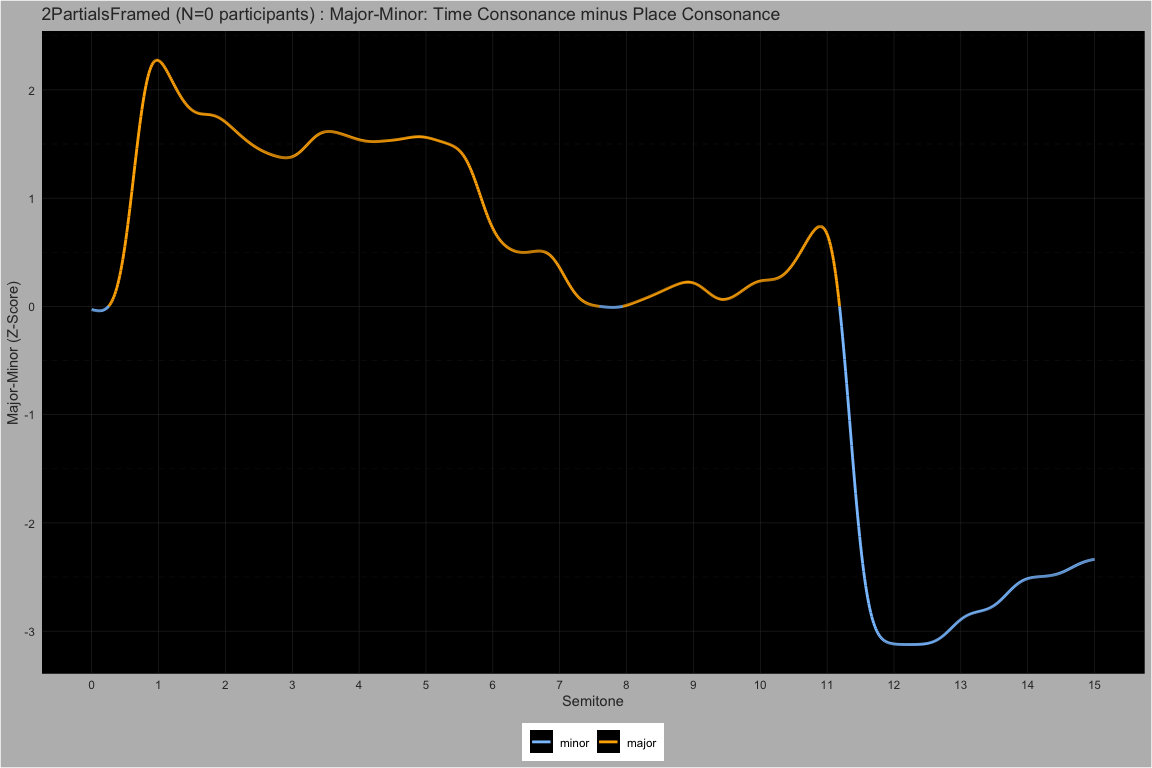 2PartialsFramed (N=0 participants) : Major-Minor: Time Consonance minus Place Consonance
Major-Minor (Z-Score)
2
1
0
-1
-2
-3
0 1 2 3 4 5 6 7 8 9 10 11 12 13 14 15
Semitone
minor major